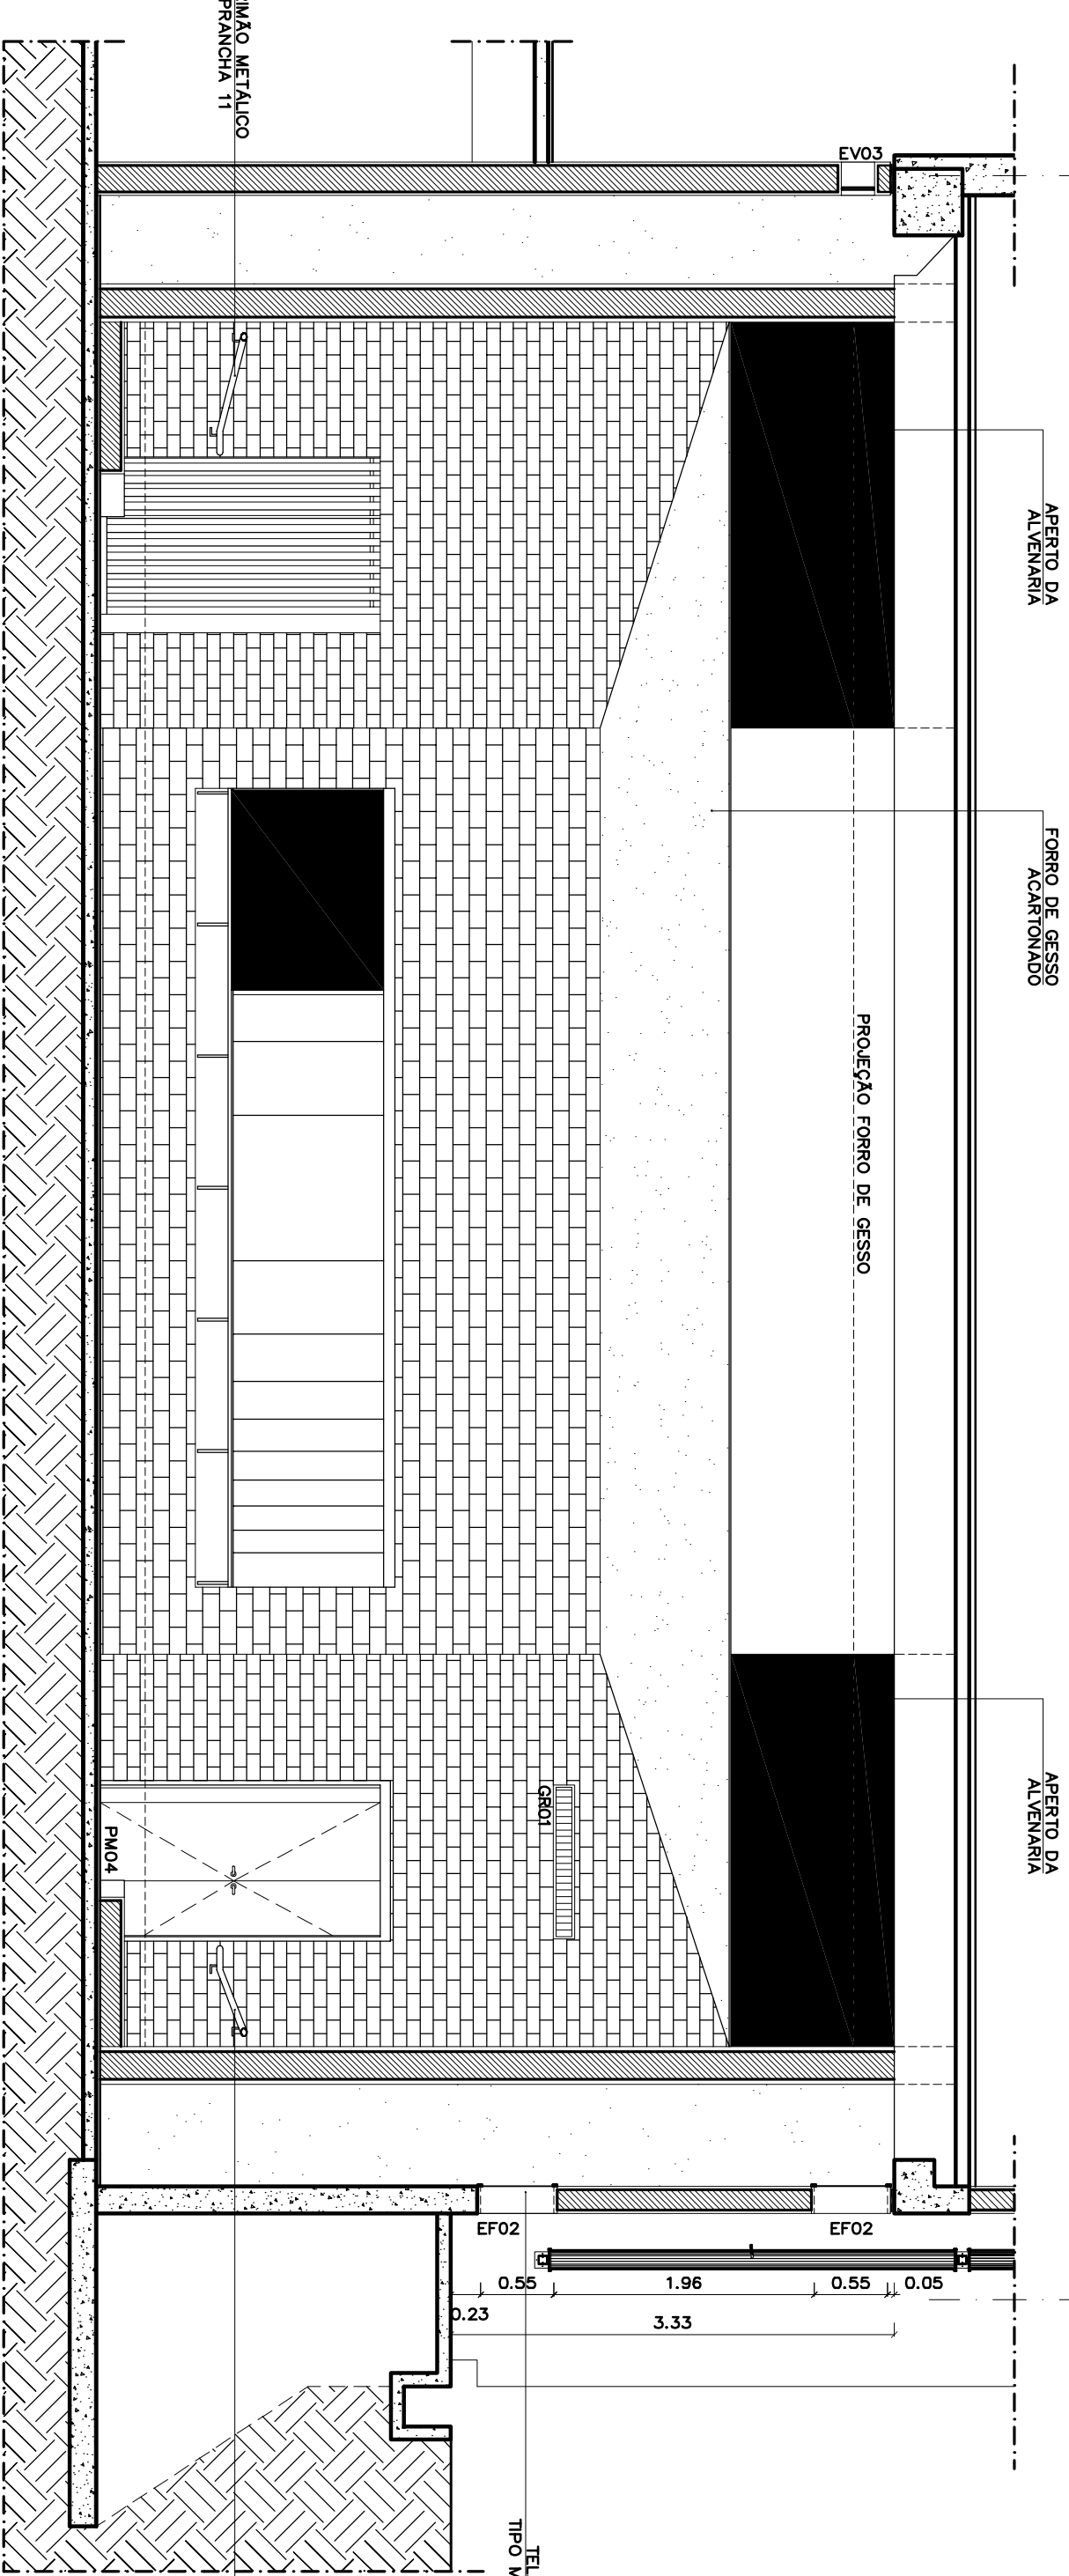 IMÃO METÁLICO
PRANCHA 11
EV03
APERTO DA
ALVENARIA
FORRO DE GESSO
ACARTONADO
PROJEÇÃO FORRO DE GESSO
APERTO DA
ALVENARIA
GR01
PM04
EF02
EF02
0.55
1.96
0.55
0.05
0.23
3.33
TEL
TIPO M